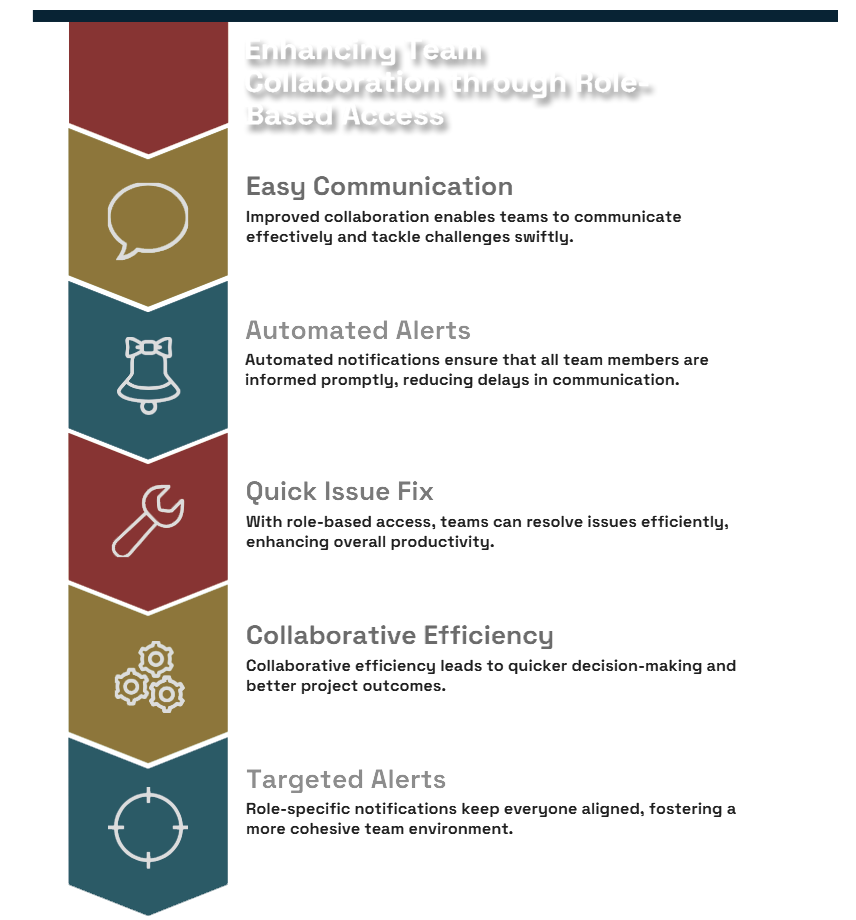 Enhancing Team
Collaboration through Role-
Based Access
Easy Communication
Improved collaboration enables teams to communicate
effectively and tackle challenges swiftly.
Automated Alerts
Automated notifications ensure that all team members are
informed promptly, reducing delays in communication.
Quick Issue Fix
With role-based access, teams can resolve issues efficiently,
enhancing overall productivity.
Collaborative Efficiency
Collaborative efficiency leads to quicker decision-making and
better project outcomes.
Targeted Alerts
Role-specific notifications keep everyone aligned, fostering a
more cohesive team environment.